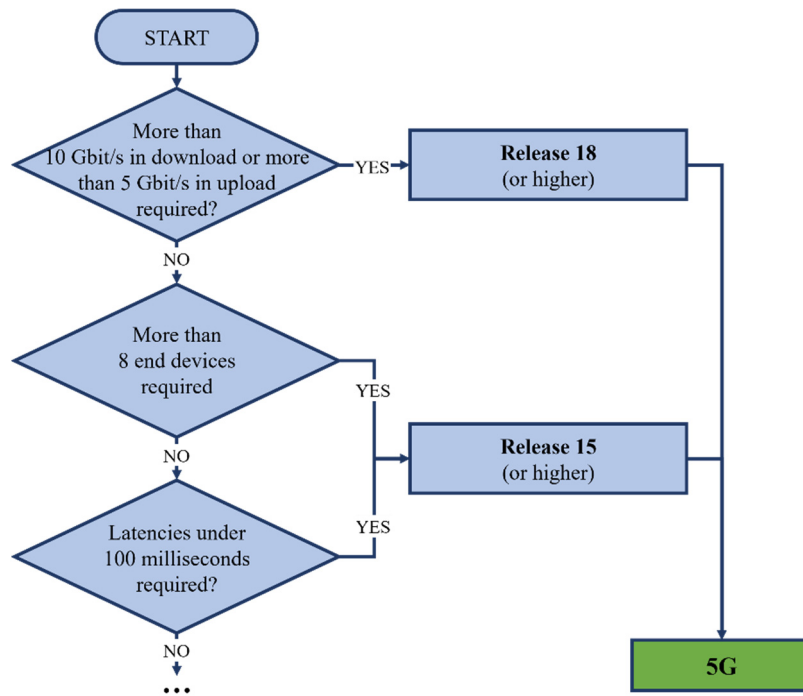 START
More than
10 Gbit/s in download or more
than 5 Gbit/s in upload
required?
YES
Release 18
(or higher)
NO
More than
8 end devices
required
YES
Release 15
(or higher)
NO
YES
Latencies under
100 milliseconds
required?
NO
...
5G